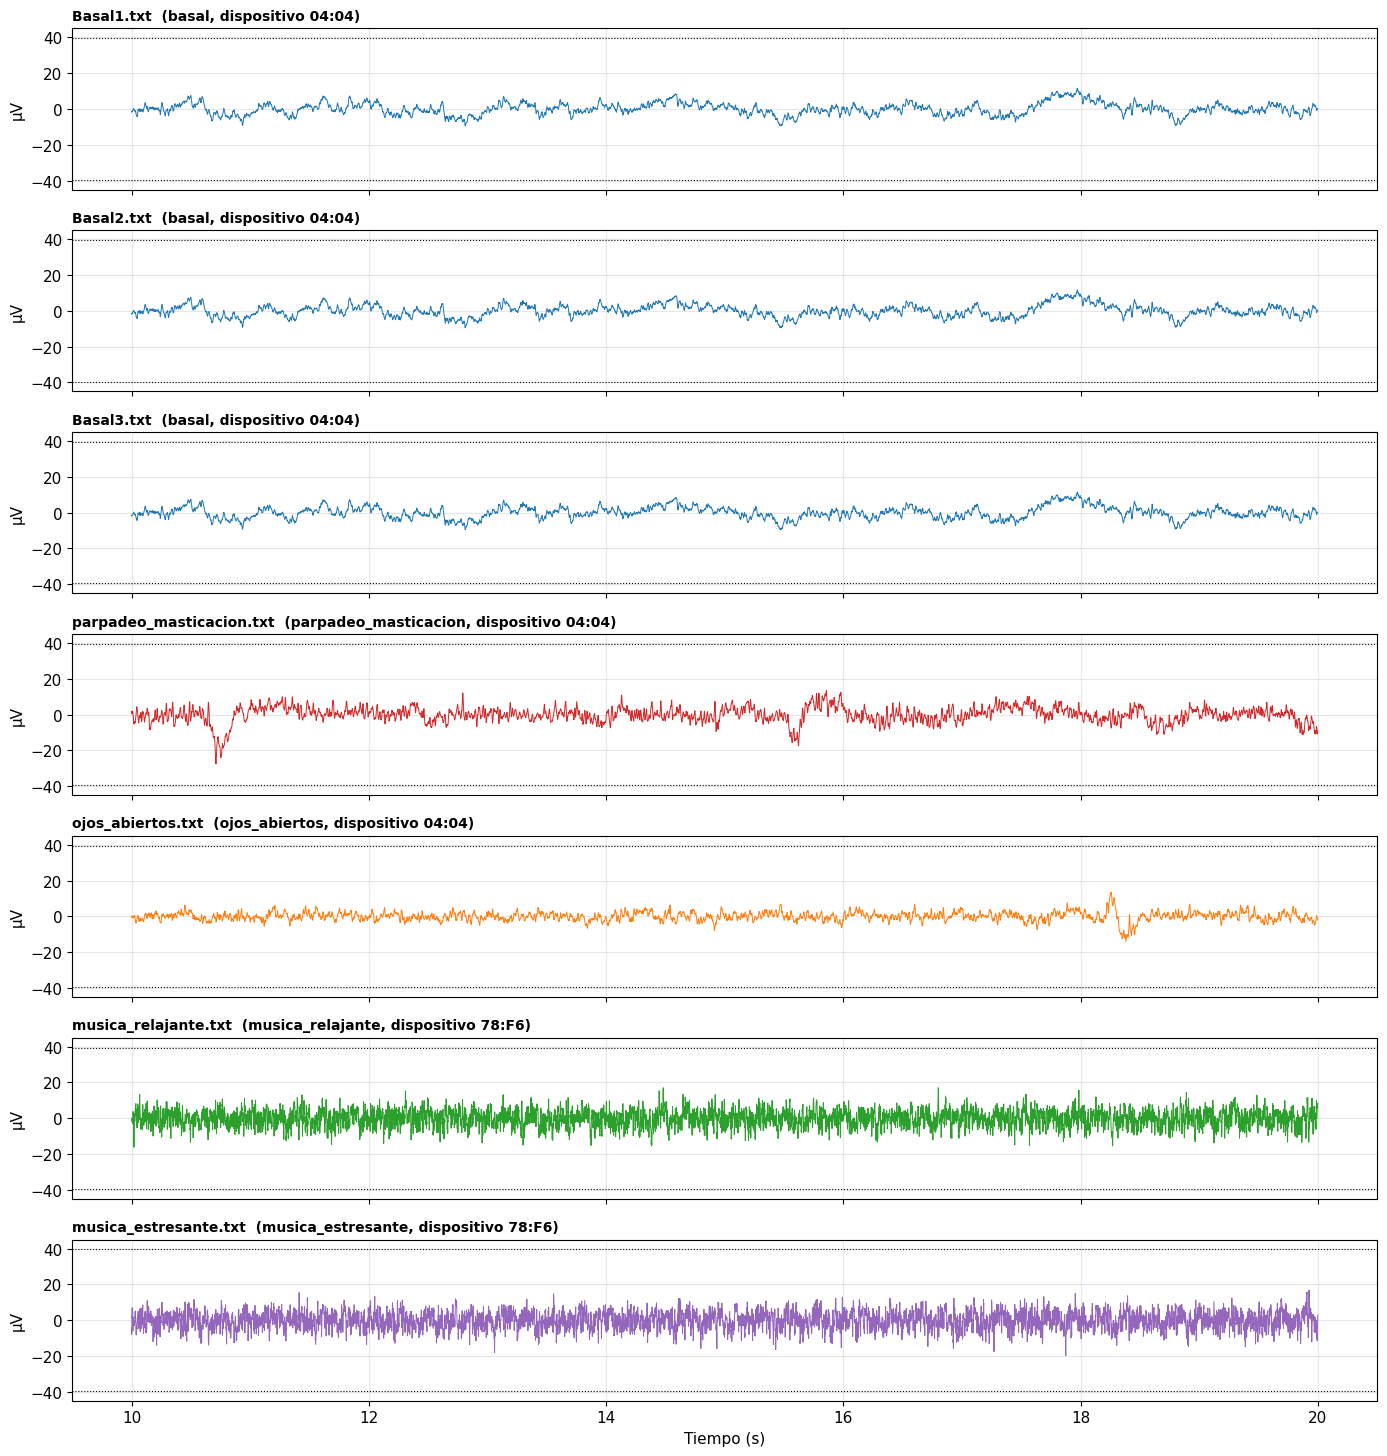 Basal1.txt  (basal, dispositivo 04:04)
40
20
0
−20
−40
µV
Basal2.txt  (basal, dispositivo 04:04)
40
20
0
−20
−40
µV
Basal3.txt  (basal, dispositivo 04:04)
40
20
0
−20
−40
µV
parpadeo_masticacion.txt  (parpadeo_masticacion, dispositivo 04:04)
40
20
0
−20
−40
µV
ojos_abiertos.txt  (ojos_abiertos, dispositivo 04:04)
40
20
0
−20
−40
µV
musica_relajante.txt  (musica_relajante, dispositivo 78:F6)
40
20
0
−20
−40
µV
musica_estresante.txt  (musica_estresante, dispositivo 78:F6)
40
20
0
−20
−40
µV
10 12 14 16 18 20
Tiempo (s)